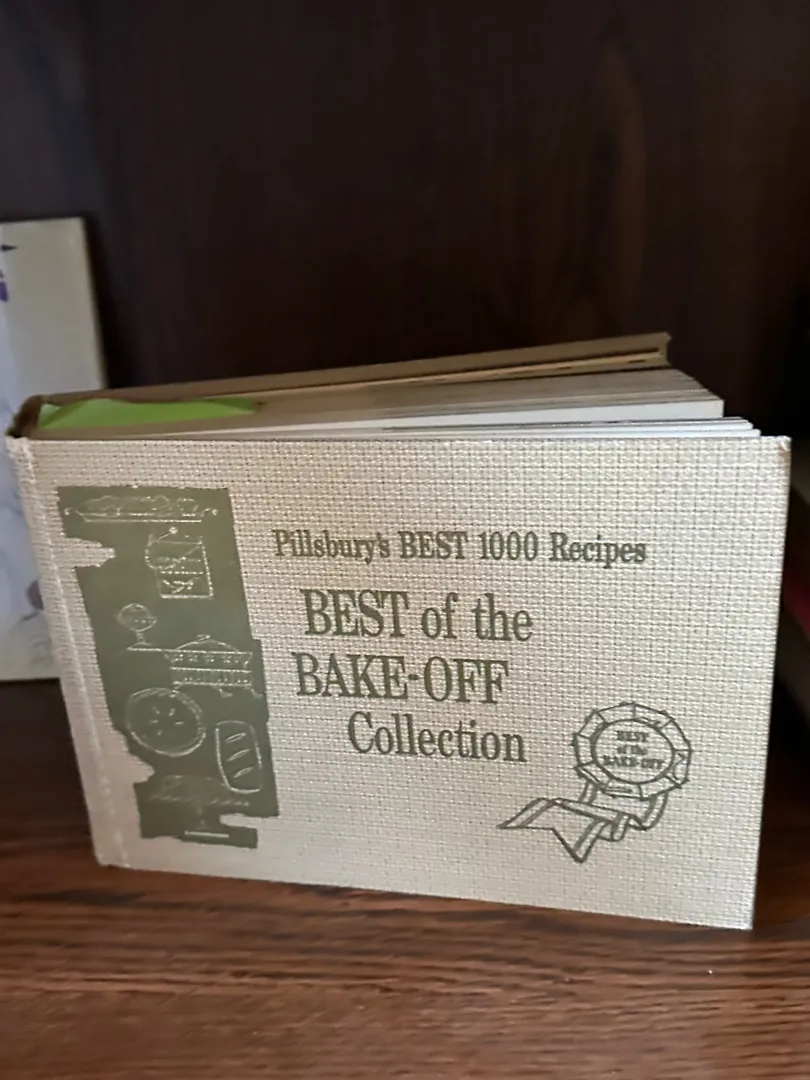 Pillsbury's BEST 1000 Recipes
BEST of the
BAKE-OFF
Collection
BEST
of the
BAKE-OFF